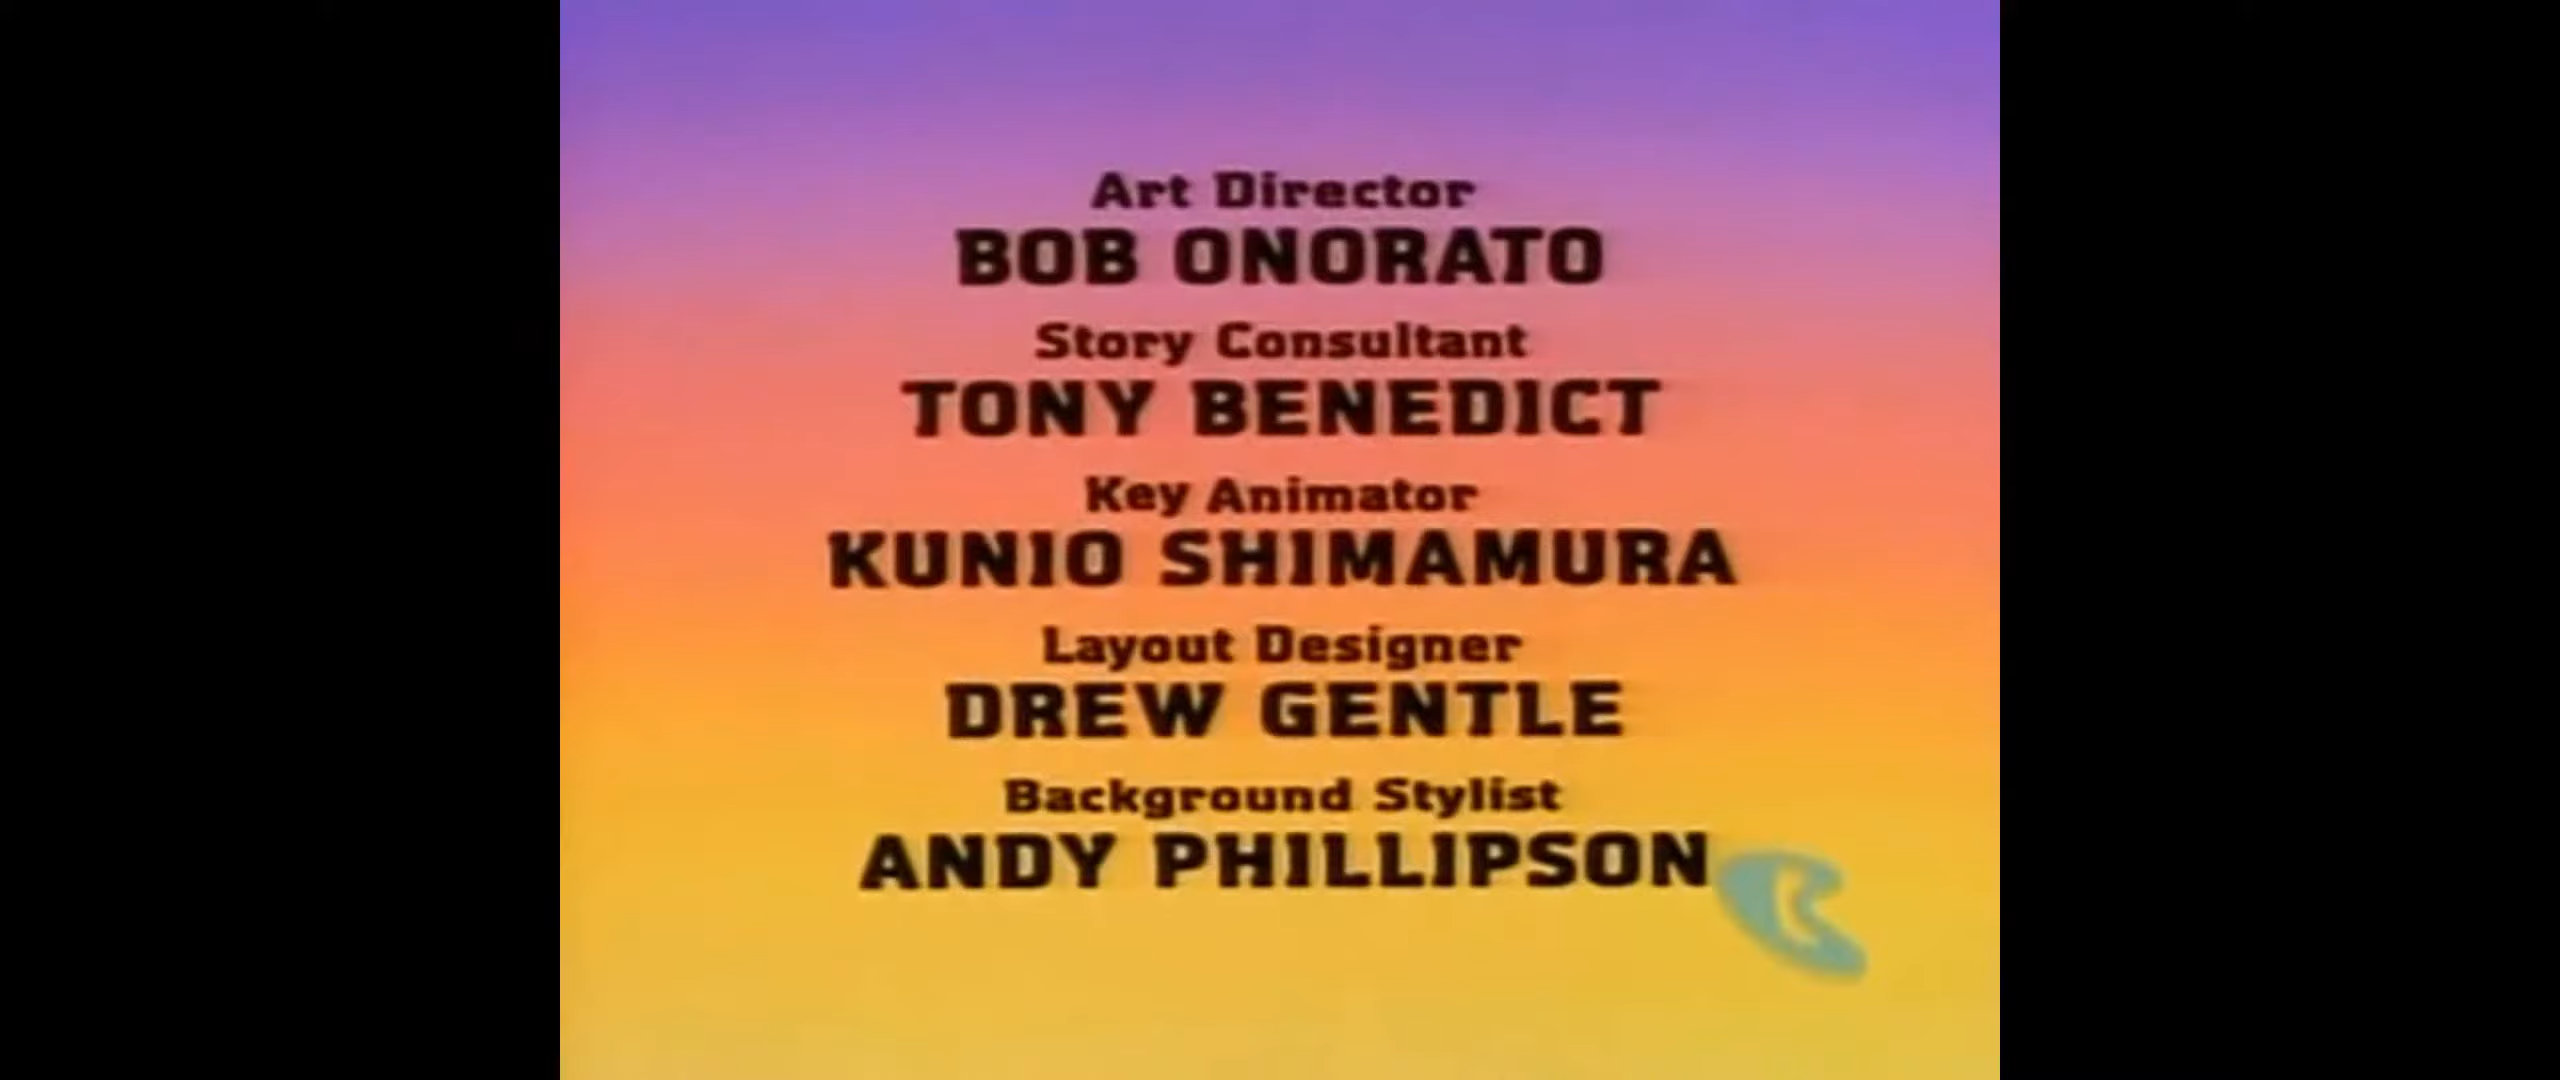 Art Director
BOB ONORATO
Story Consultant
TONY BENEDICT
Key Animator
KUNIO SHIMAMURA
Layout Designer
DREW GENTLE
Background Stylist
ANDY PHILLIPSON